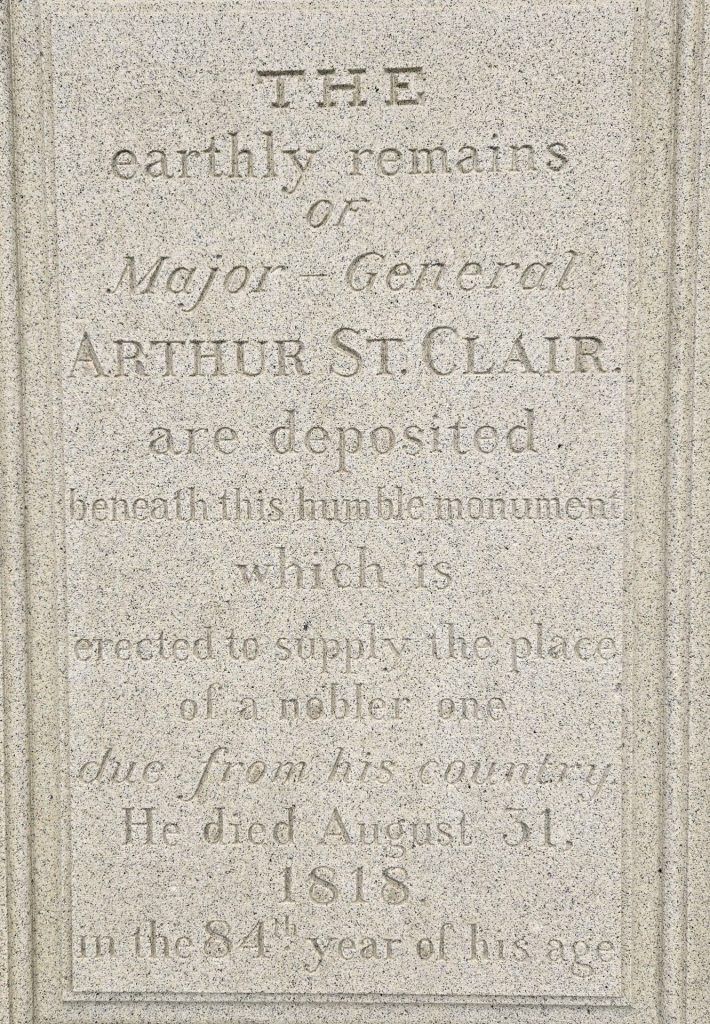 THE
earthly remains
OF
Major-General
ARTHUR ST. CLAIR.
are deposited
beneath this humble monument
which is
erected to supply the place
of a nobler one
due from his country.
He died August 31,
1818.
in the 84th year of his age